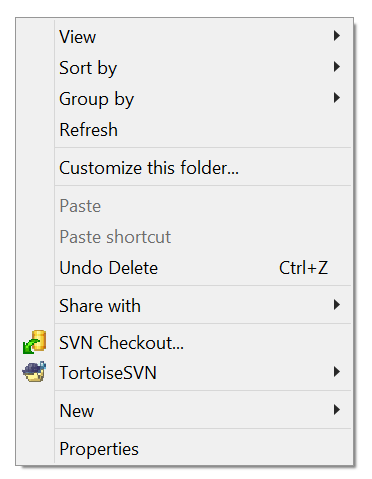 View
Sort by
Group by
Refresh
Customize this folder...
Paste
Paste shortcut
Undo Delete Ctrl+Z
Share with
SVN Checkout...
TortoiseSVN
New
Properties